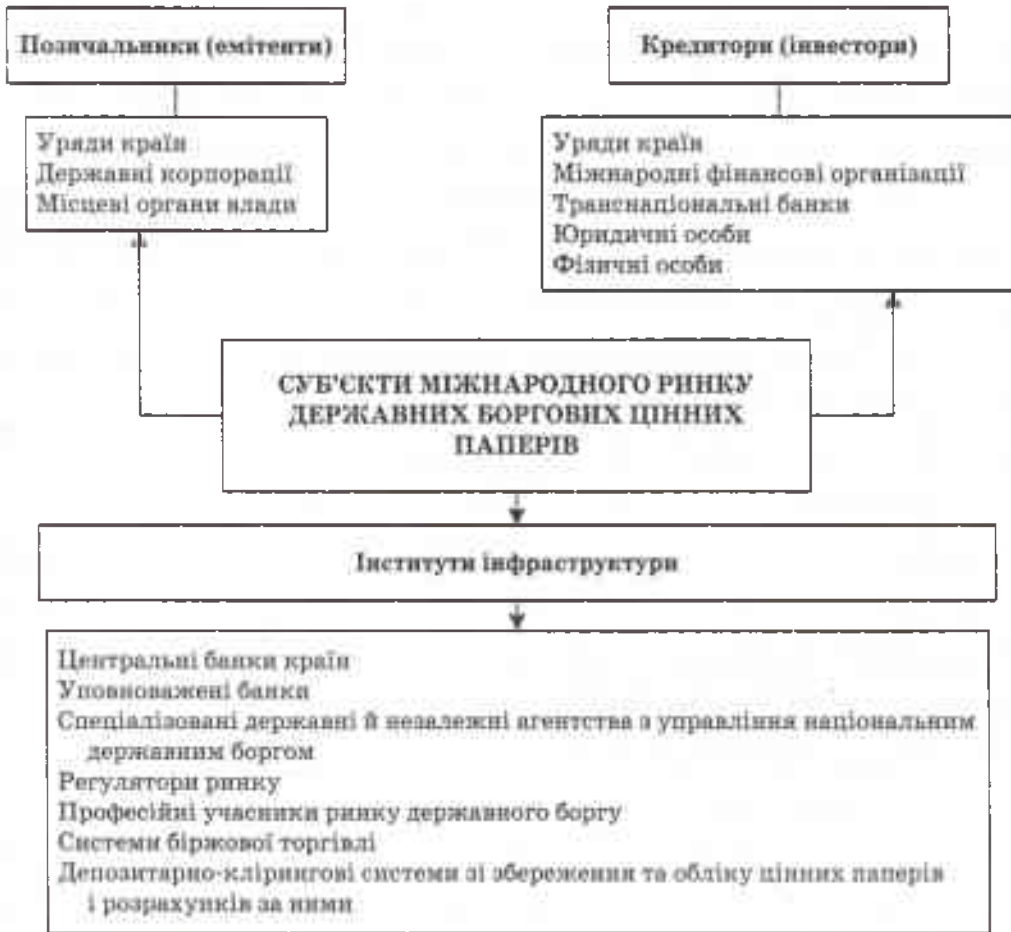 Позичальники (емітенти)
Кредитори (інвестори)
Уряди країн
Державні корпорації
Місцеві органи влади
Уряди країн
Міжнародні фінансові організації
Транснаціональні банки
Юридичні особи
Фізичні особи
СУБ'ЄКТИ МІЖНАРОДНОГО РИНКУ
ДЕРЖАВНИХ БОРГОВИХ ЦІННИХ
ПАПЕРІВ
Інститути інфраструктури
Центральні банки країн
Уповноважені банки
Спеціалізовані державні й незалежні агентства з управління національним
державним боргом
Регулятори ринку
Професійні учасники ринку державного боргу
Системи біржової торгівлі
Депозитарно-клірингові системи зі збереження та обліку цінних паперів
і розрахунків за ними